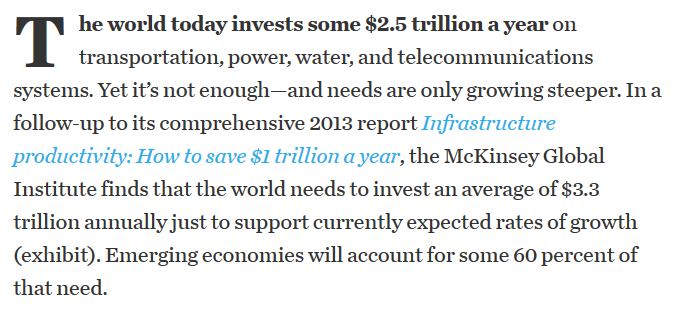 The world today invests some $2.5 trillion a year on
transportation, power, water, and telecommunications
systems. Yet it’s not enough—and needs are only growing steeper. In a
follow-up to its comprehensive 2013 report Infrastructure
productivity: How to save $1 trillion a year, the McKinsey Global
Institute finds that the world needs to invest an average of $3.3
trillion annually just to support currently expected rates of growth
(exhibit). Emerging economies will account for some 60 percent of
that need.